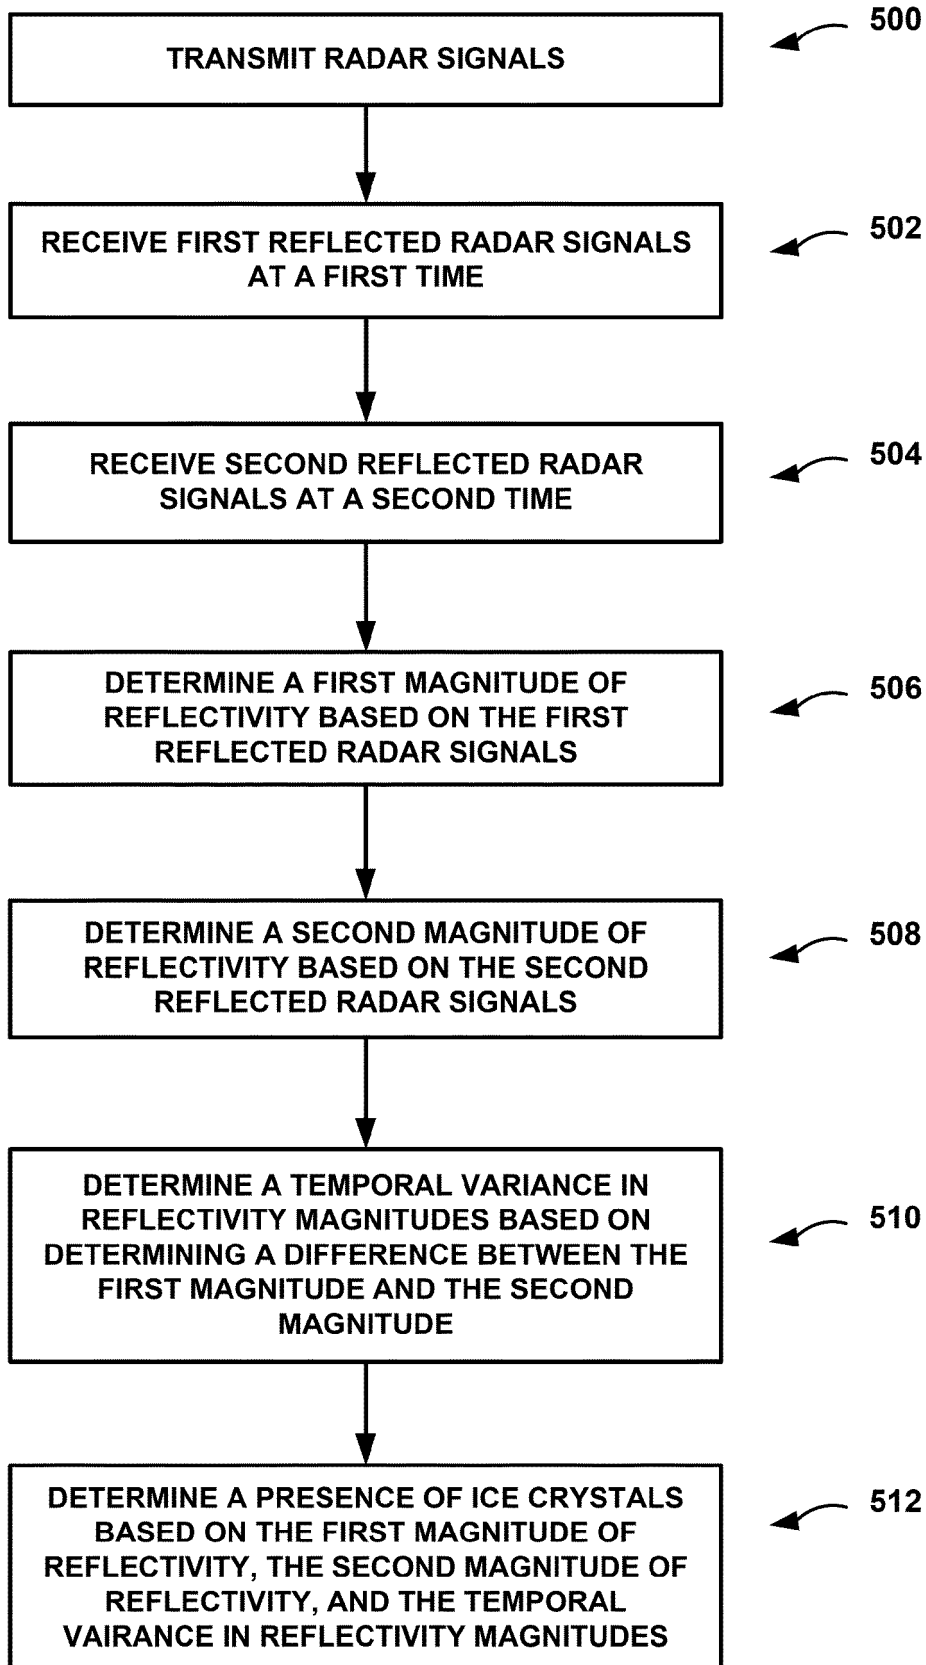 TRANSMIT RADAR SIGNALS
500
RECEIVE FIRST REFLECTED RADAR SIGNALS
AT A FIRST TIME
502
RECEIVE SECOND REFLECTED RADAR
SIGNALS AT A SECOND TIME
504
DETERMINE A FIRST MAGNITUDE OF
REFLECTIVITY BASED ON THE FIRST
REFLECTED RADAR SIGNALS
506
DETERMINE A SECOND MAGNITUDE OF
REFLECTIVITY BASED ON THE SECOND
REFLECTED RADAR SIGNALS
508
DETERMINE A TEMPORAL VARIANCE IN
REFLECTIVITY MAGNITUDES BASED ON
DETERMINING A DIFFERENCE BETWEEN THE
FIRST MAGNITUDE AND THE SECOND
MAGNITUDE
510
DETERMINE A PRESENCE OF ICE CRYSTALS
BASED ON THE FIRST MAGNITUDE OF
REFLECTIVITY, THE SECOND MAGNITUDE OF
REFLECTIVITY, AND THE TEMPORAL
VAIRANCE IN REFLECTIVITY MAGNITUDES
512